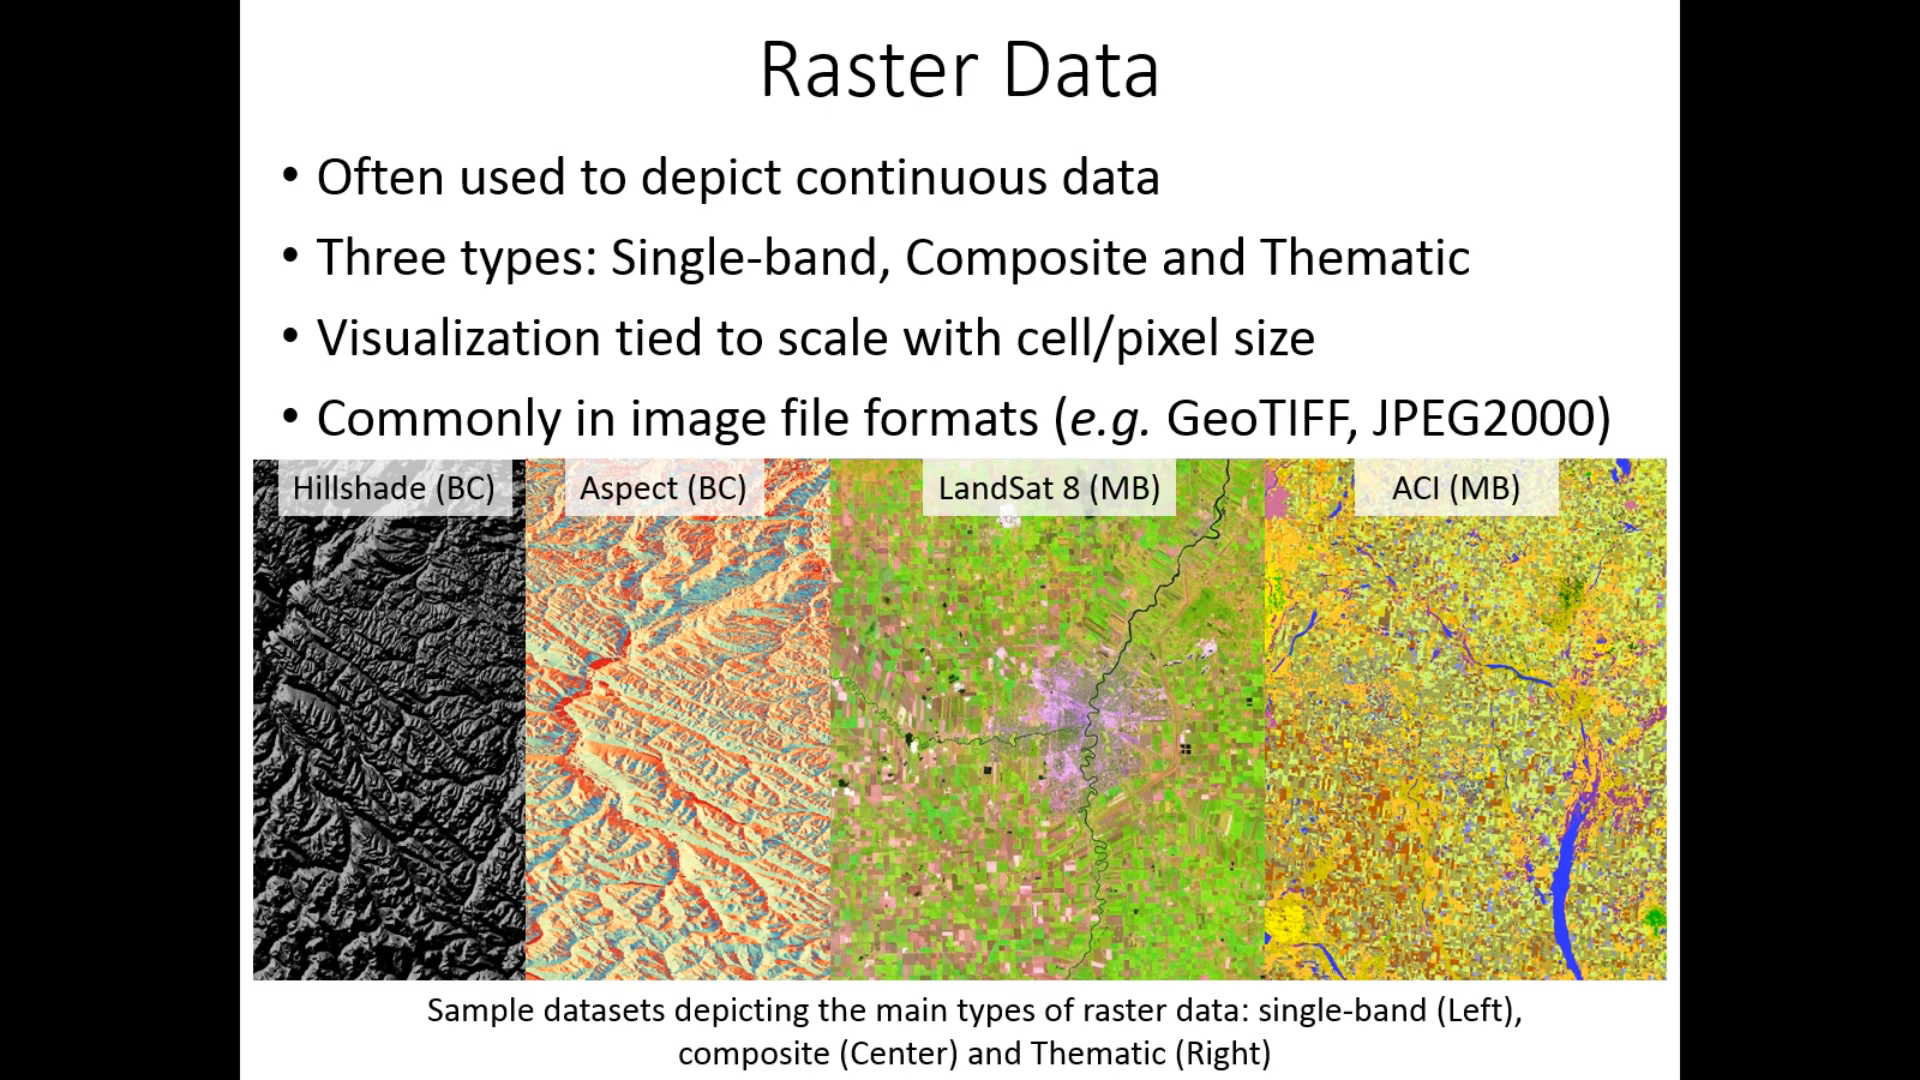 Raster Data
• Often used to depict continuous data
• Three types: Single-band, Composite and Thematic
• Visualization tied to scale with cell/pixel size
• Commonly in image file formats (e.g. GeoTIFF, JPEG2000)
Hillshade (BC)
Aspect (BC)
LandSat 8 (MB)
ACI (MB)
Sample datasets depicting the main types of raster data: single-band (Left),
composite (Center) and Thematic (Right)